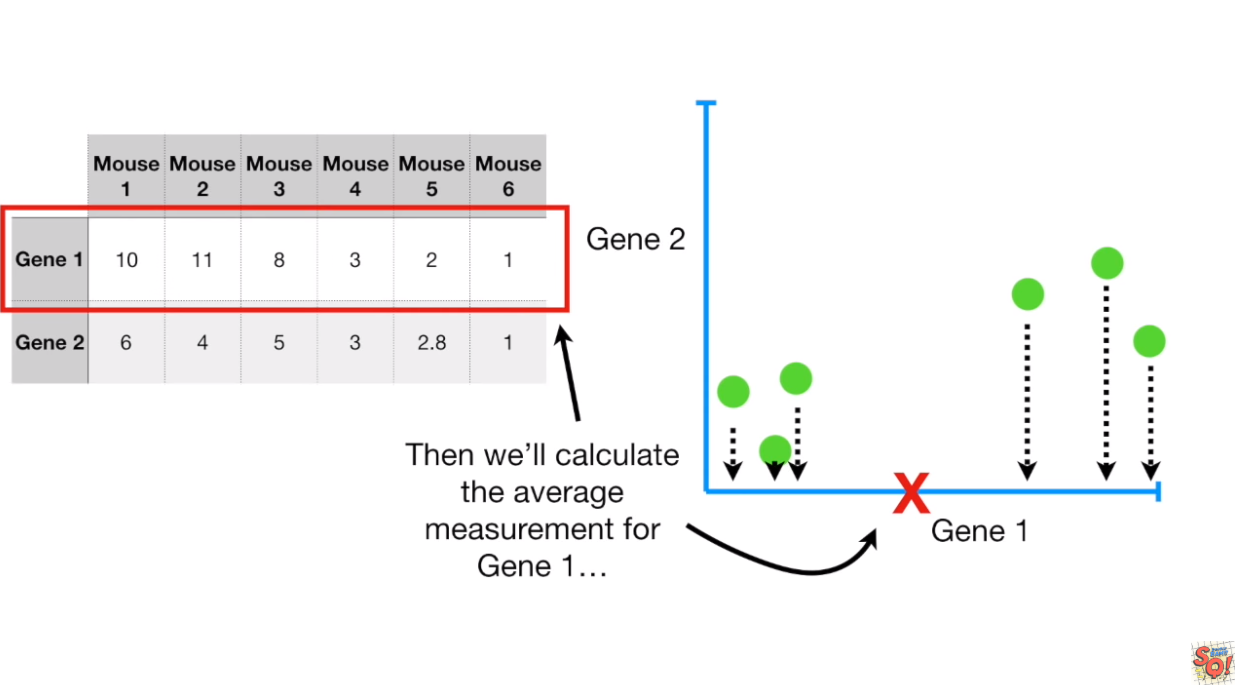 Mouse 1 Mouse 2 Mouse 3 Mouse 4 Mouse 5 Mouse 6
Gene 1 10 11 8 3 2 1
Gene 2 6 4 5 3 2.8 1
Gene 2
Then we'll calculate
the average
measurement for
Gene 1…
X
Gene 1
SQ!